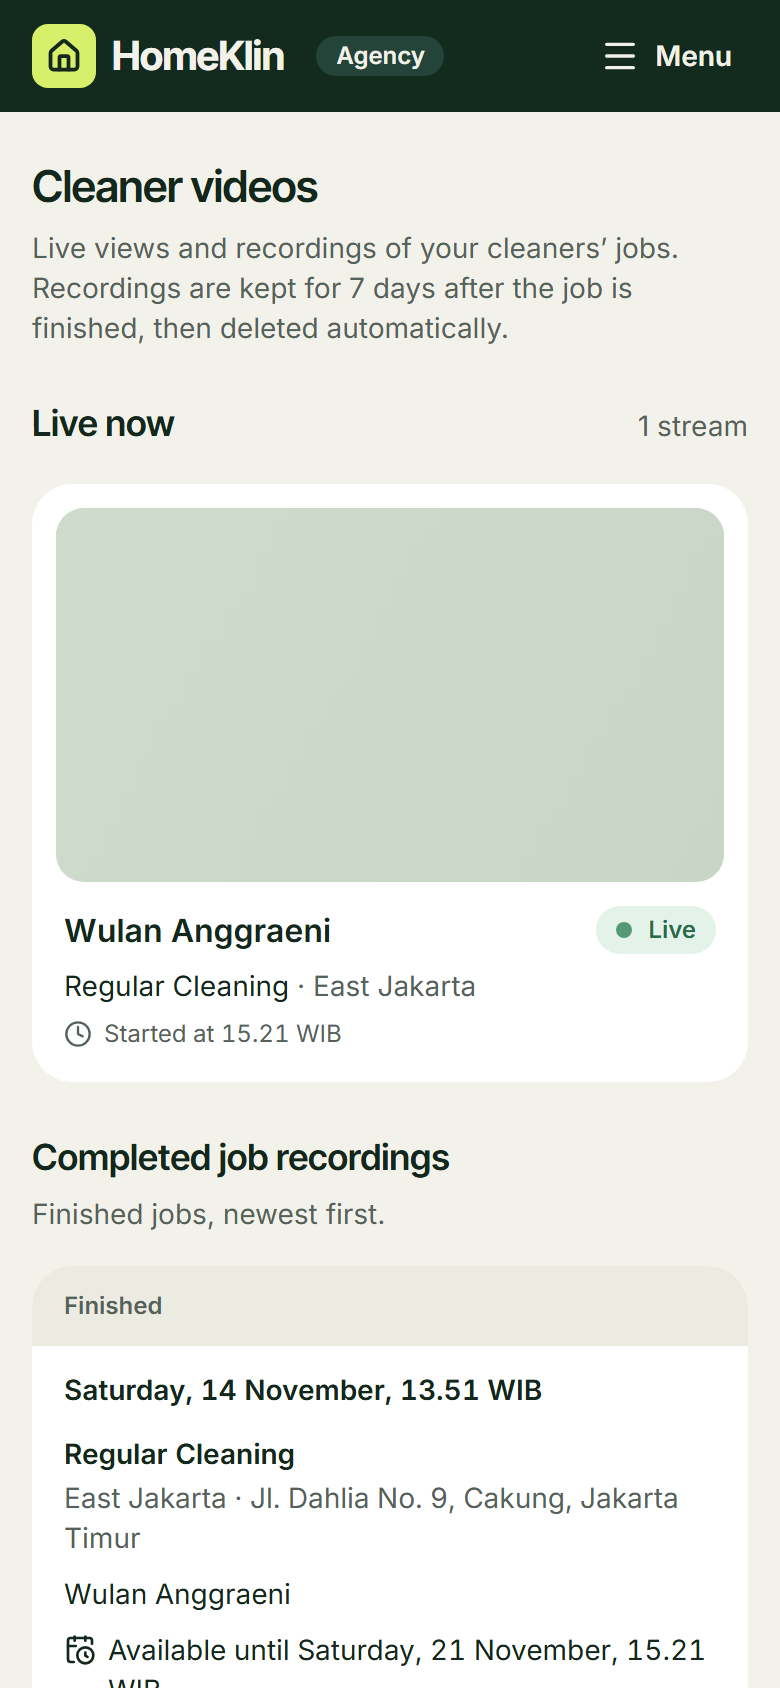 HomeKlin
Agency
Menu
Cleaner videos
Live views and recordings of your cleaners’ jobs.
Recordings are kept for 7 days after the job is
finished, then deleted automatically.
Live now
1 stream
Wulan Anggraeni
Live
Regular Cleaning · East Jakarta
Started at 15.21 WIB
Completed job recordings
Finished jobs, newest first.
Finished
Saturday, 14 November, 13.51 WIB
Regular Cleaning
East Jakarta · Jl. Dahlia No. 9, Cakung, Jakarta
Timur
Wulan Anggraeni
Available until Saturday, 21 November, 15.21
WIB